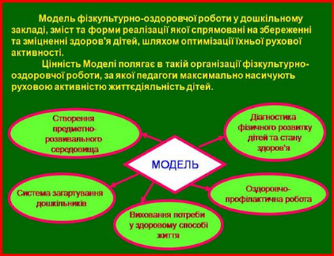 Модель фізкультурно-оздоровчої роботи у дошкільному
закладі, зміст та форми реалізації якої спрямовані на збереженні
та зміцненні здоров'я дітей, шляхом оптимізації їхньої рухової
активності.
Цінність Моделі полягає в такій організації фізкультурно-
оздоровчої роботи, за якої педагоги максимально насичують
руховою активністю життєдіяльність дітей.
Створення
предметно-
розвивального
середовища
Діагностика
фізичного розвитку
дітей та стану
здоров'я
МОДЕЛЬ
Система загартування
дошкільників
Оздоровчо-
профілактична робота
Виховання потреби
у здоровому способі
життя